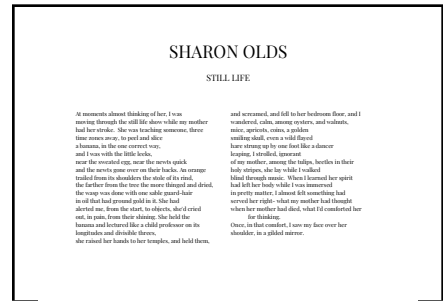 SHARON OLDS
STILL LIFE
At moments almost thinking of her, I was
moving through the still life show while my mother
had her stroke. She was teaching someone, three
time zones away, to peel and slice
a banana, in the one correct way,
and I was with the little leeks,
near the sweated egg, near the newts quick
and the newts gone over on their backs. An orange
trailed from its shoulders the stole of its rind,
the farther from the tree the more thinged and dried,
the wasp was done with one sable guard-hair
in oil that had ground gold in it. She had
alerted me, from the start, to objects, she'd cried
out, in pain, from their shining. She held the
banana and lectured like a child professor on its
longitudes and divisible threes,
she raised her hands to her temples, and held them,
and screamed, and fell to her bedroom floor, and I
wandered, calm, among oysters, and walnuts,
mice, apricots, coins, a golden
smiling skull, even a wild flayed
hare strung up by one foot like a dancer
leaping, I strolled, ignorant
of my mother, among the tulips, beetles in their
body stripes, she lay while I walked
blind through music. When I learned her spirit
had left her body while I was immersed
in pretty matter, I almost felt something had
served her right- what my mother had thought
when her mother had died, what I'd comforted her
for thinking.
Once, in that comfort, I saw my face over her
shoulder, in a gilded mirror.